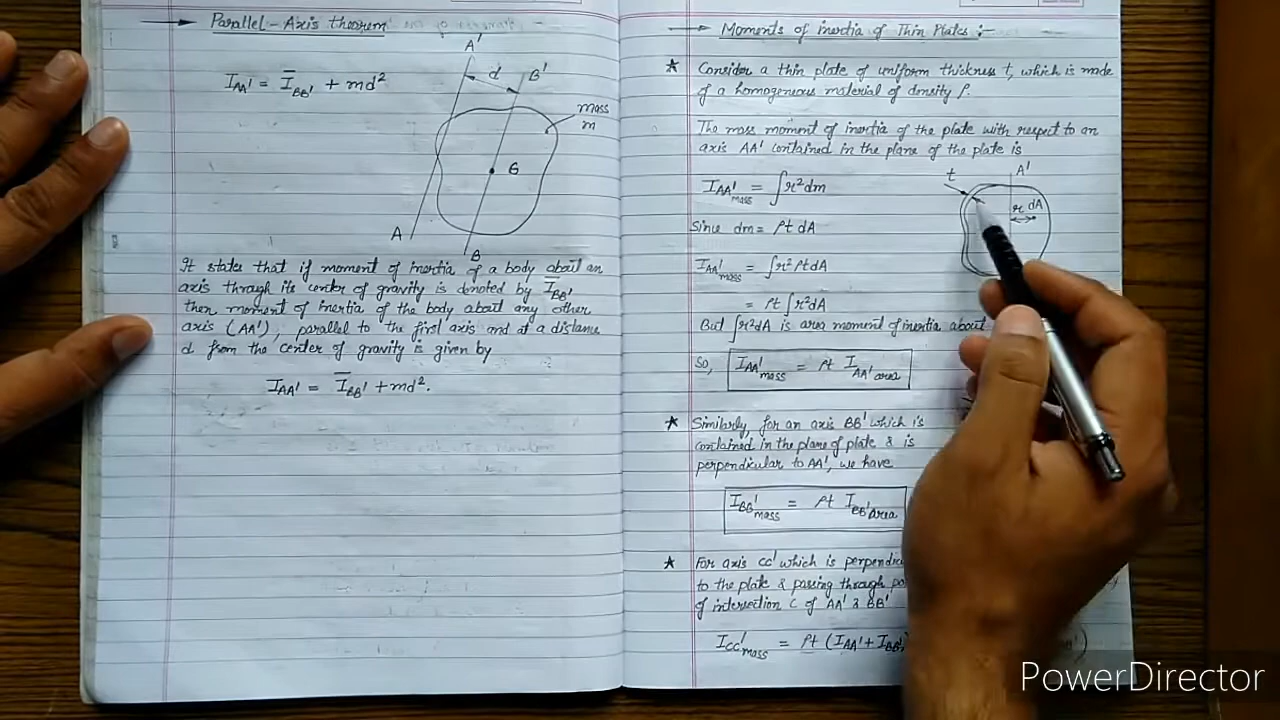 → Parallel-Axis theorem
I_AA' = Ī_BB' + md²
A'
d
B'
mass
m
G
A
B
It states that if moment of inertia of a body about an
axis through its center of gravity is denoted by Ī_BB',
then moment of inertia of the body about any other
axis (AA'), parallel to the first axis and at a distance
d from the center of gravity is given by
I_AA' = Ī_BB' + md².
→ Moments of inertia of Thin Plates :-
★ Consider a thin plate of uniform thickness t, which is made
of a homogeneous material of density ρ.
The mass moment of inertia of the plate with respect to an
axis AA' contained in the plane of the plate is
I_AA' mass = ∫r²dm
t
A'
r
dA
Since dm = ρt dA
I_AA' mass = ∫r² ρt dA
= ρt ∫r²dA
But ∫r²dA is area moment of inertia about
So, I_AA' mass = ρt I_AA' area
★ Similarly for an axis BB' which is
contained in the plane of plate & is
perpendicular to AA', we have
I_BB' mass = ρt I_BB' area
★ For axis CC' which is
to the plate & passing through
of intersection C of AA' & BB'
I_CC' mass = ρt (I_AA' + I_BB'
PowerDirector